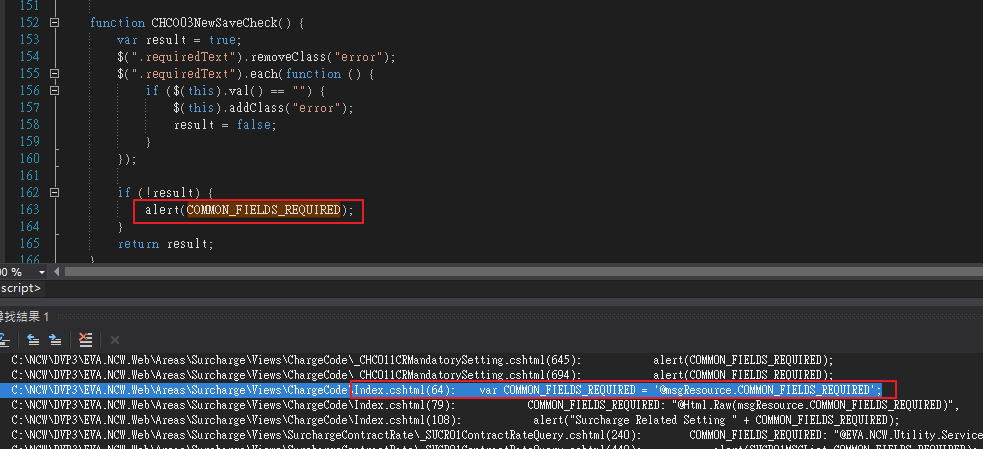 151
152 function CHC003NewSaveCheck() {
153 var result = true;
154 $(".requiredText").removeClass("error");
155 $(".requiredText").each(function () {
156 if ($(this).val() == "") {
157 $(this).addClass("error");
158 result = false;
159 }
160 });
161
162 if (!result) {
163 alert(COMMON_FIELDS_REQUIRED);
164 }
165 return result;
166 }
00 %
script>
尋找結果 1
C:\NCW\DVP3\EVA.NCW.Web\Areas\Surcharge\Views\ChargeCode\_CHC011CRMandatorySetting.cshtml(645): alert(COMMON_FIELDS_REQUIRED);
C:\NCW\DVP3\EVA.NCW.Web\Areas\Surcharge\Views\ChargeCode\_CHC011CRMandatorySetting.cshtml(694): alert(COMMON_FIELDS_REQUIRED);
C:\NCW\DVP3\EVA.NCW.Web\Areas\Surcharge\Views\ChargeCode\Index.cshtml(64): var COMMON_FIELDS_REQUIRED = '@msgResource.COMMON_FIELDS_REQUIRED';
C:\NCW\DVP3\EVA.NCW.Web\Areas\Surcharge\Views\ChargeCode\Index.cshtml(79): COMMON_FIELDS_REQUIRED: "@Html.Raw(msgResource.COMMON_FIELDS_REQUIRED)",
C:\NCW\DVP3\EVA.NCW.Web\Areas\Surcharge\Views\ChargeCode\Index.cshtml(108): alert("Surcharge Related Setting " + COMMON_FIELDS_REQUIRED);
C:\NCW\DVP3\EVA.NCW.Web\Areas\Surcharge\Views\SurchargeContractRate\_SUCR01ContractRateQuery.cshtml(240): COMMON_FIELDS_REQUIRED: "@EVA.NCW.Utility.Service